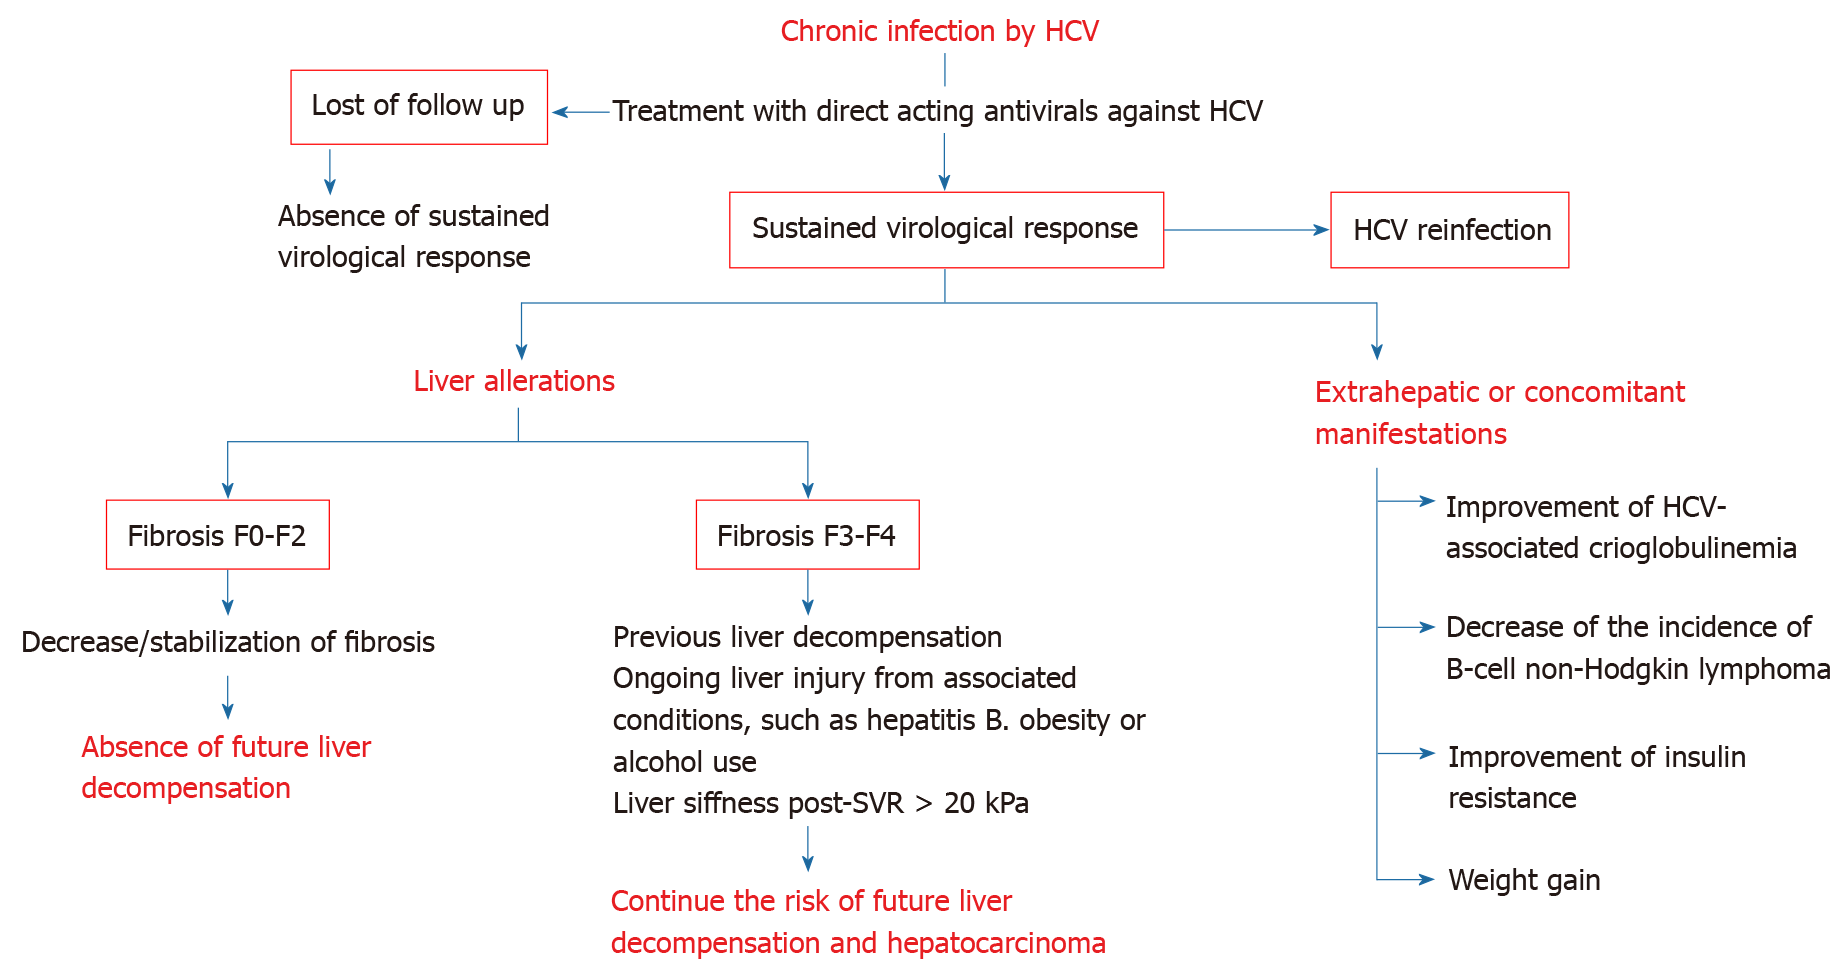 Chronic infection by HCV
Lost of follow up
Treatment with direct acting antivirals against HCV
Absence of sustained
virological response
Sustained virological response
HCV reinfection
Liver allerations
Extrahepatic or concomitant
manifestations
Fibrosis F0-F2
Fibrosis F3-F4
Decrease/stabilization of fibrosis
Absence of future liver
decompensation
Previous liver decompensation
Ongoing liver injury from associated
conditions, such as hepatitis B. obesity or
alcohol use
Liver siffness post-SVR > 20 kPa
Continue the risk of future liver
decompensation and hepatocarcinoma
Improvement of HCV-
associated crioglobulinemia
Decrease of the incidence of
B-cell non-Hodgkin lymphoma
Improvement of insulin
resistance
Weight gain